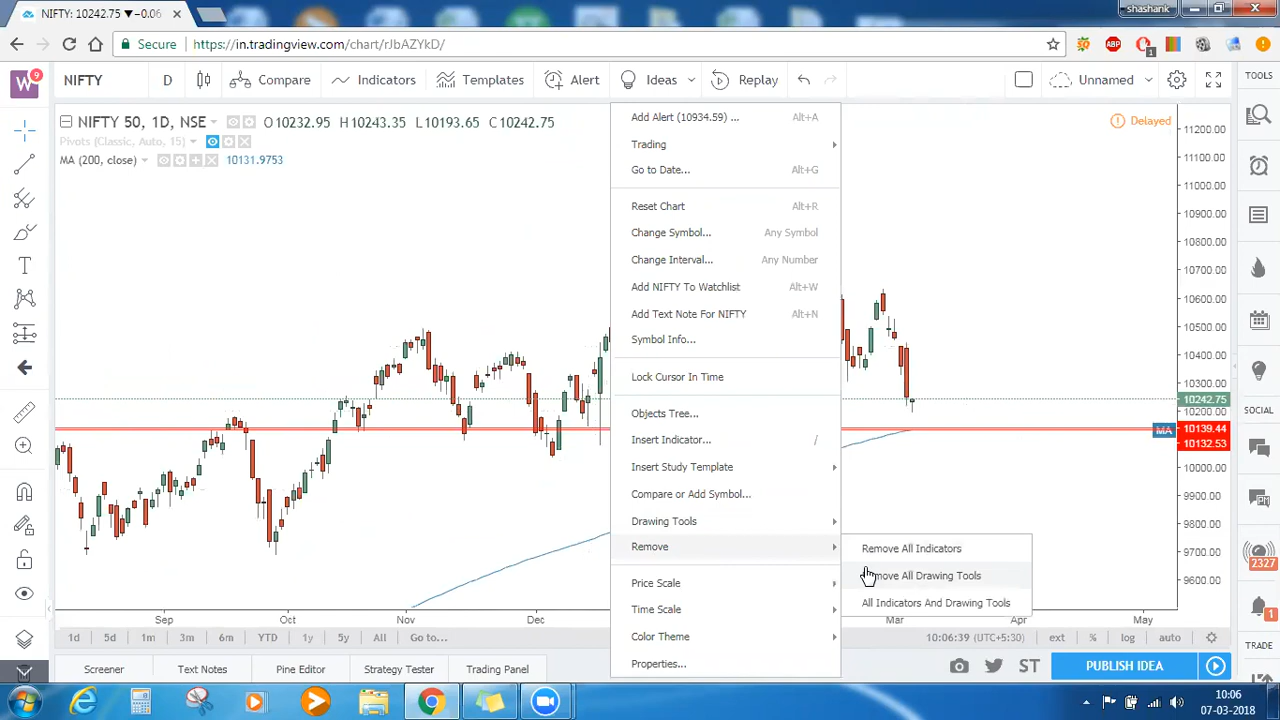 NIFTY: 10242.75 ▼−0.06
shashank
Secure
https://in.tradingview.com/chart/rJbAZYkD/
ABP
1
W
9
NIFTY
D
Compare
Indicators
Templates
Alert
Ideas
Replay
Unnamed
TOOLS
NIFTY 50, 1D, NSE
O 10232.95 H 10243.35 L 10193.65 C 10242.75
Pivots (Classic, Auto, 15)
MA (200, close)
10131.9753
Delayed
Add Alert (10934.59) ... Alt+A
Trading
Go to Date... Alt+G
Reset Chart Alt+R
Change Symbol... Any Symbol
Change Interval... Any Number
Add NIFTY To Watchlist Alt+W
Add Text Note For NIFTY Alt+N
Symbol Info...
Lock Cursor In Time
Objects Tree...
Insert Indicator... /
Insert Study Template
Compare or Add Symbol...
Drawing Tools
Remove
Price Scale
Time Scale
Color Theme
Properties...
Remove All Indicators
move All Drawing Tools
All Indicators And Drawing Tools
11200.00
11100.00
11000.00
10900.00
10800.00
10700.00
10600.00
10500.00
10400.00
10300.00
10242.75
10200.00
MA
10139.44
10132.53
10000.00
9900.00
9800.00
9700.00
9600.00
SOCIAL
2327
1
TRADE
Sep
Oct
Nov
Dec
Mar
Apr
May
1d
5d
1m
3m
6m
YTD
1y
5y
All
Go to...
10:06:39 (UTC+5:30)
ext
%
log
auto
Screener
Text Notes
Pine Editor
Strategy Tester
Trading Panel
ST
PUBLISH IDEA
10:06
07-03-2018